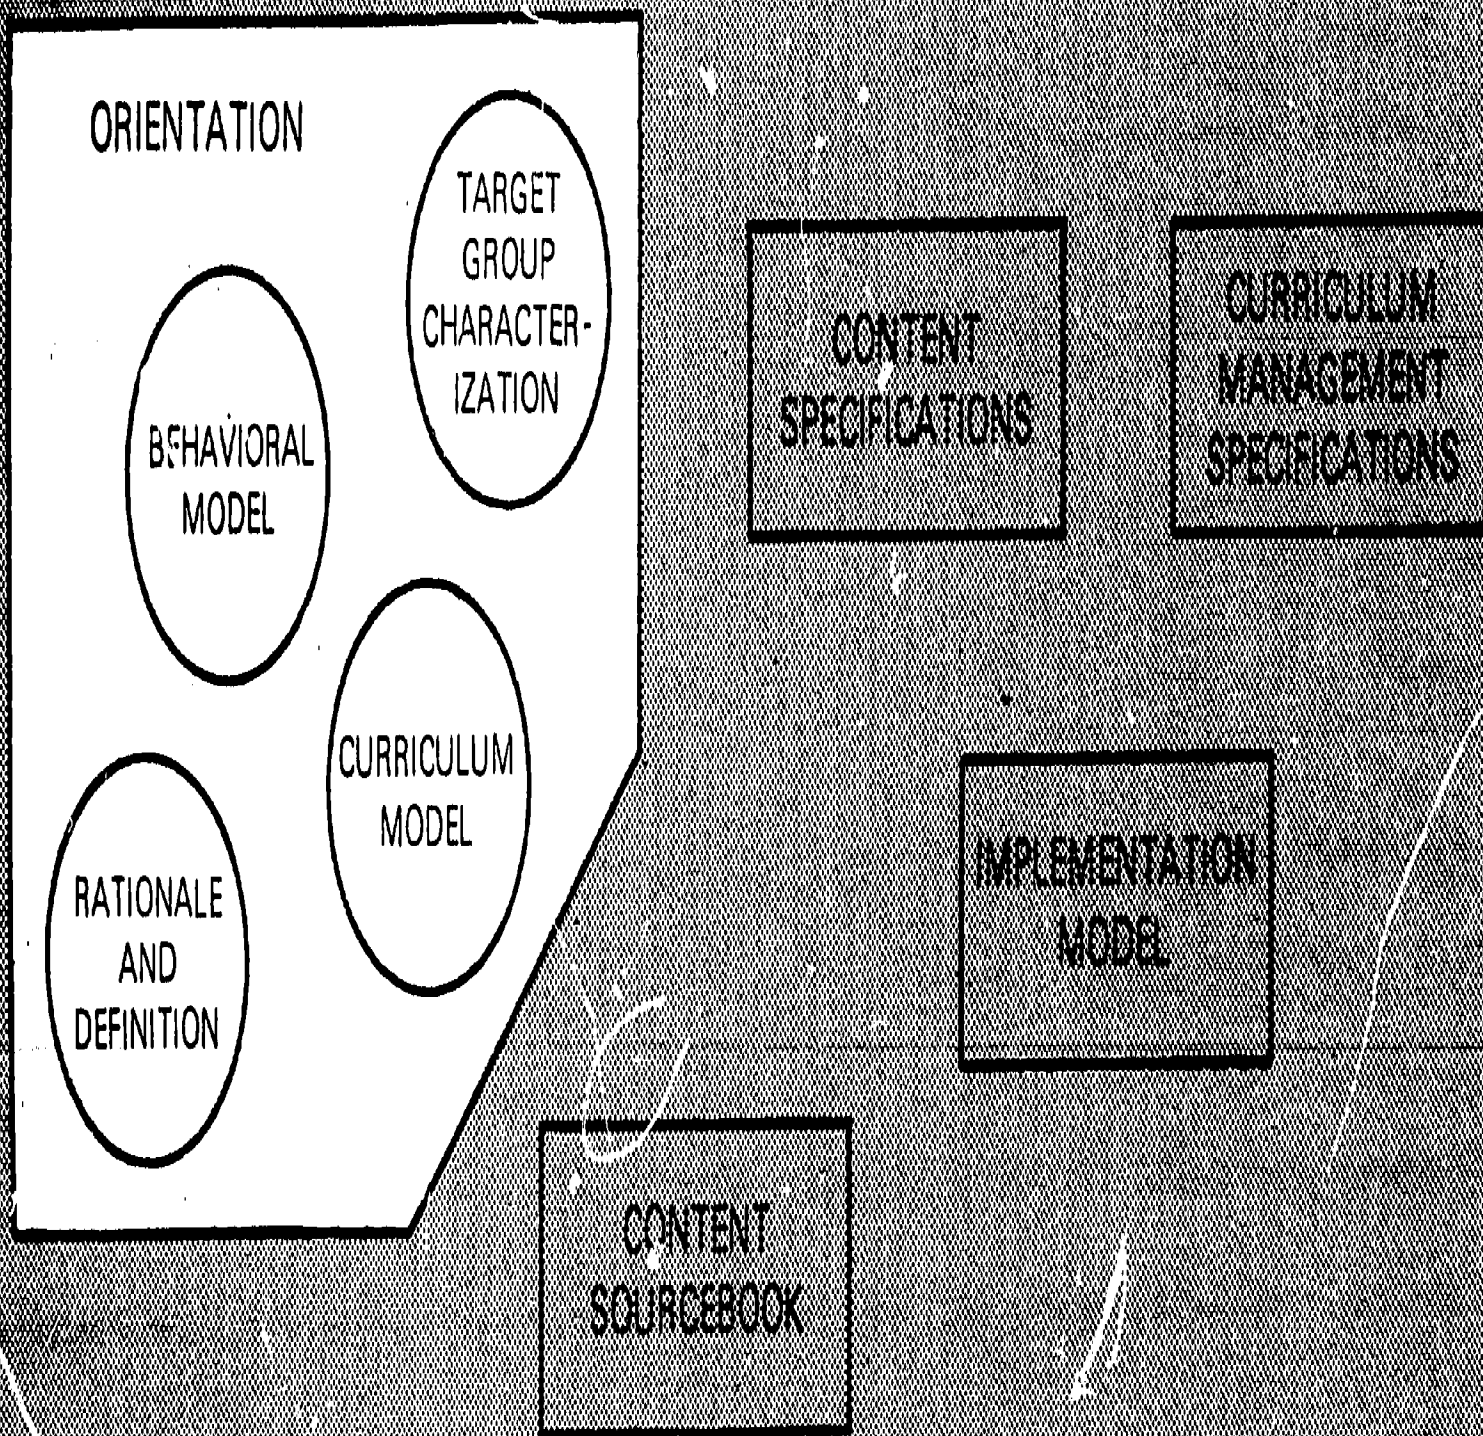 ORIENTATION
TARGET
GROUP
CHARACTER-
IZATION
BEHAVIORAL
MODEL
CURRICULUM
MODEL
RATIONALE
AND
DEFINITION
CONTENT
SPECIFICATIONS
CURRICULUM
MANAGEMENT
SPECIFICATIONS
IMPLEMENTATION
MODEL
CONTENT
SOURCEBOOK